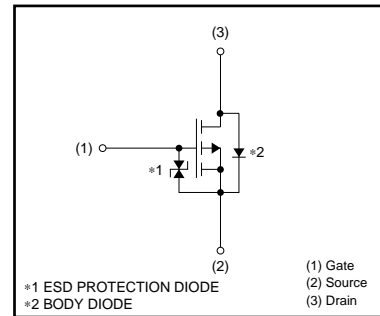 (3)
(1)
*1
*2
(2)
*1 ESD PROTECTION DIODE
*2 BODY DIODE
(1) Gate
(2) Source
(3) Drain